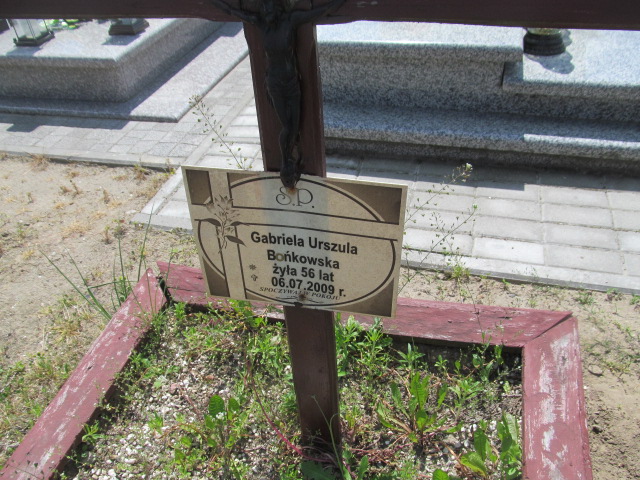 Ś.P.
Gabriela Urszula
Bońkowska
żyła 56 lat
06.07.2009 r.
SPOCZYWAJ W POKOJU